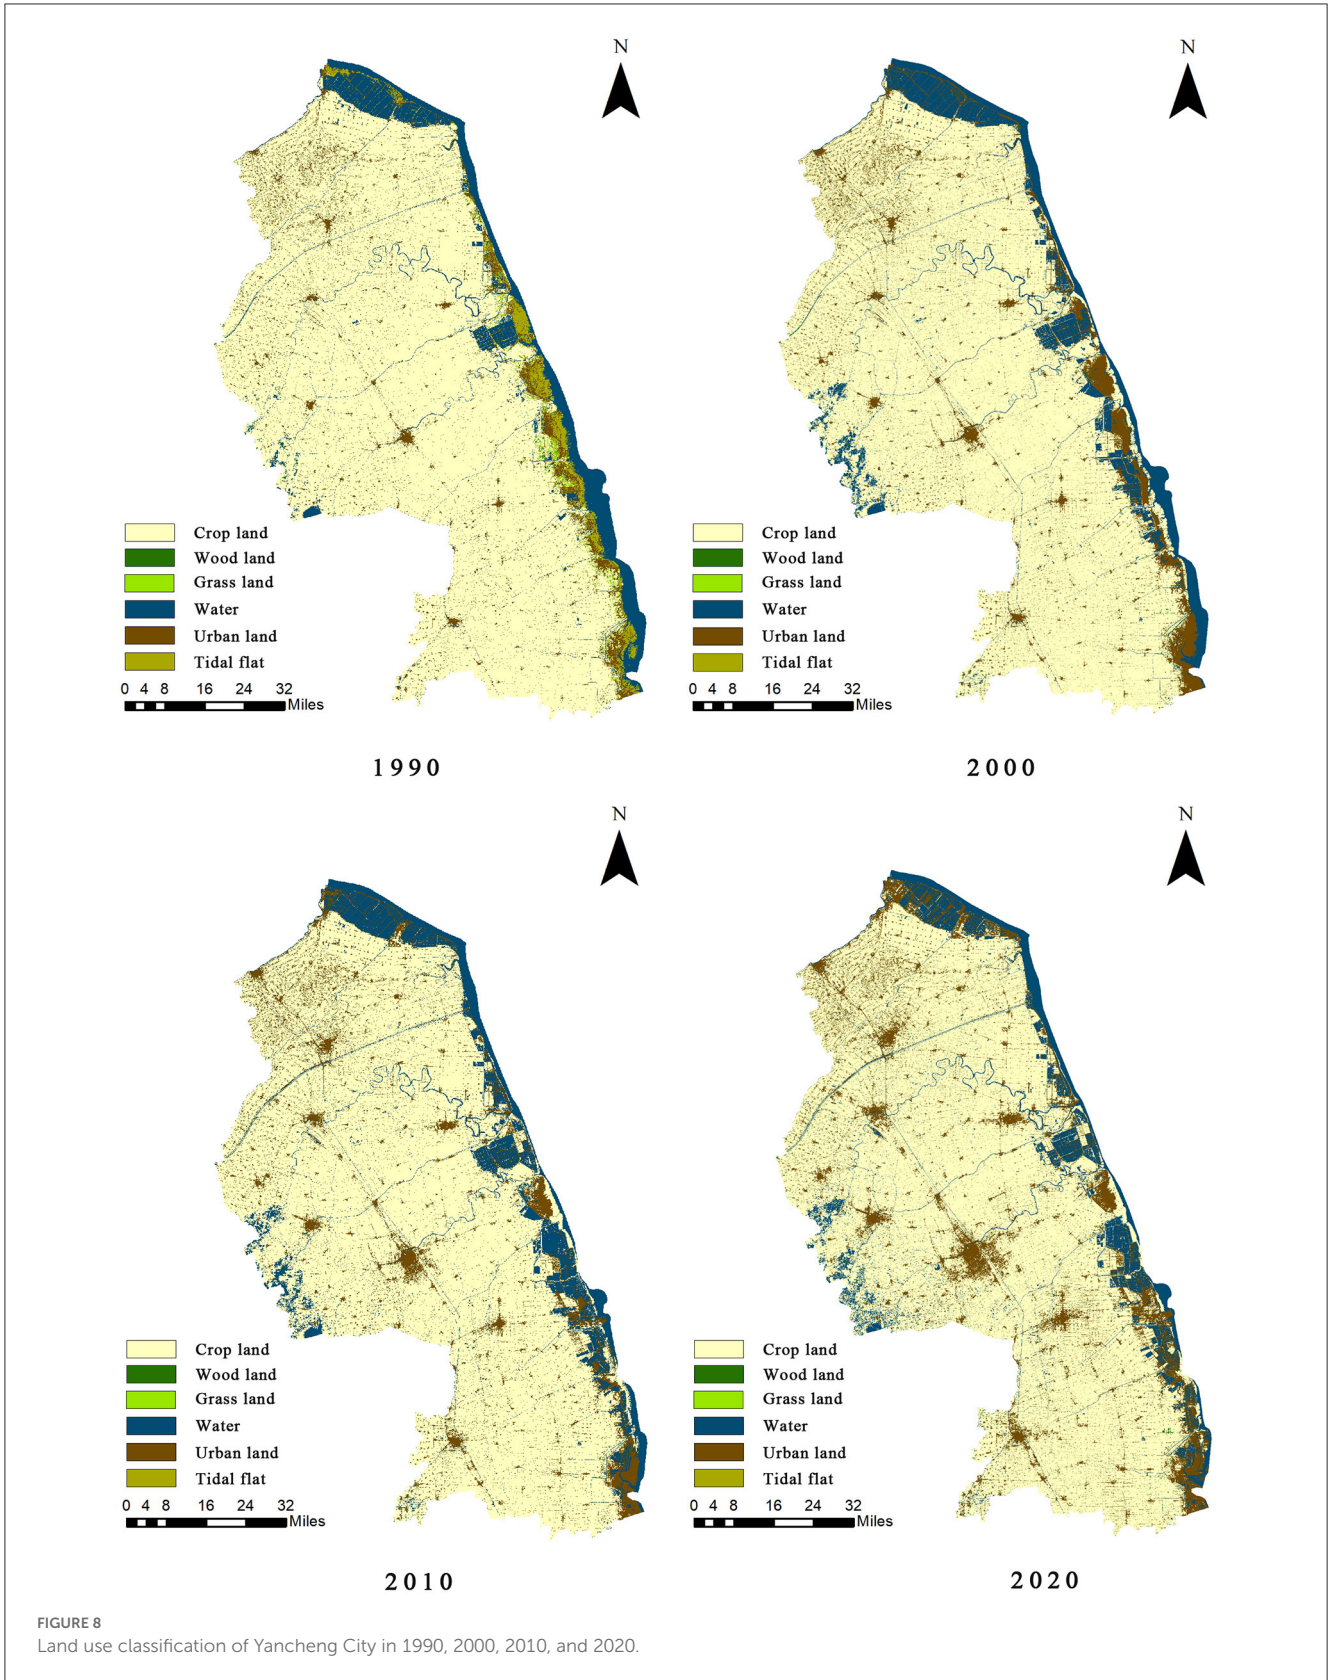 N
Crop land
Wood land
Grass land
Water
Urban land
Tidal flat
0 4 8 16 24 32
Miles
1990
N
Crop land
Wood land
Grass land
Water
Urban land
Tidal flat
0 4 8 16 24 32
Miles
2000
N
Crop land
Wood land
Grass land
Water
Urban land
Tidal flat
0 4 8 16 24 32
Miles
2010
N
Crop land
Wood land
Grass land
Water
Urban land
Tidal flat
0 4 8 16 24 32
Miles
2020
FIGURE 8
Land use classification of Yancheng City in 1990, 2000, 2010, and 2020.